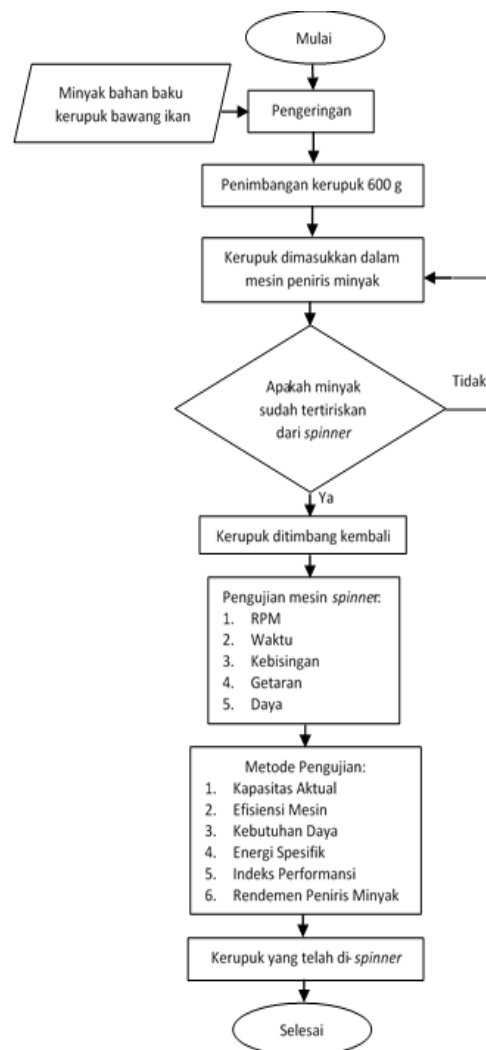 Mulai
Minyak bahan baku
kerupuk bawang ikan
Pengeringan
Penimbangan kerupuk 600 g
Kerupuk dimasukkan dalam
mesin peniris minyak
Apakah minyak
sudah tertiriskan
dari spinner
Tidak
Ya
Kerupuk ditimbang kembali
Pengujian mesin spinner:
1. RPM
2. Waktu
3. Kebisingan
4. Getaran
5. Daya
Metode Pengujian:
1. Kapasitas Aktual
2. Efisiensi Mesin
3. Kebutuhan Daya
4. Energi Spesifik
5. Indeks Performansi
6. Rendemen Peniris Minyak
Kerupuk yang telah di-spinner
Selesai